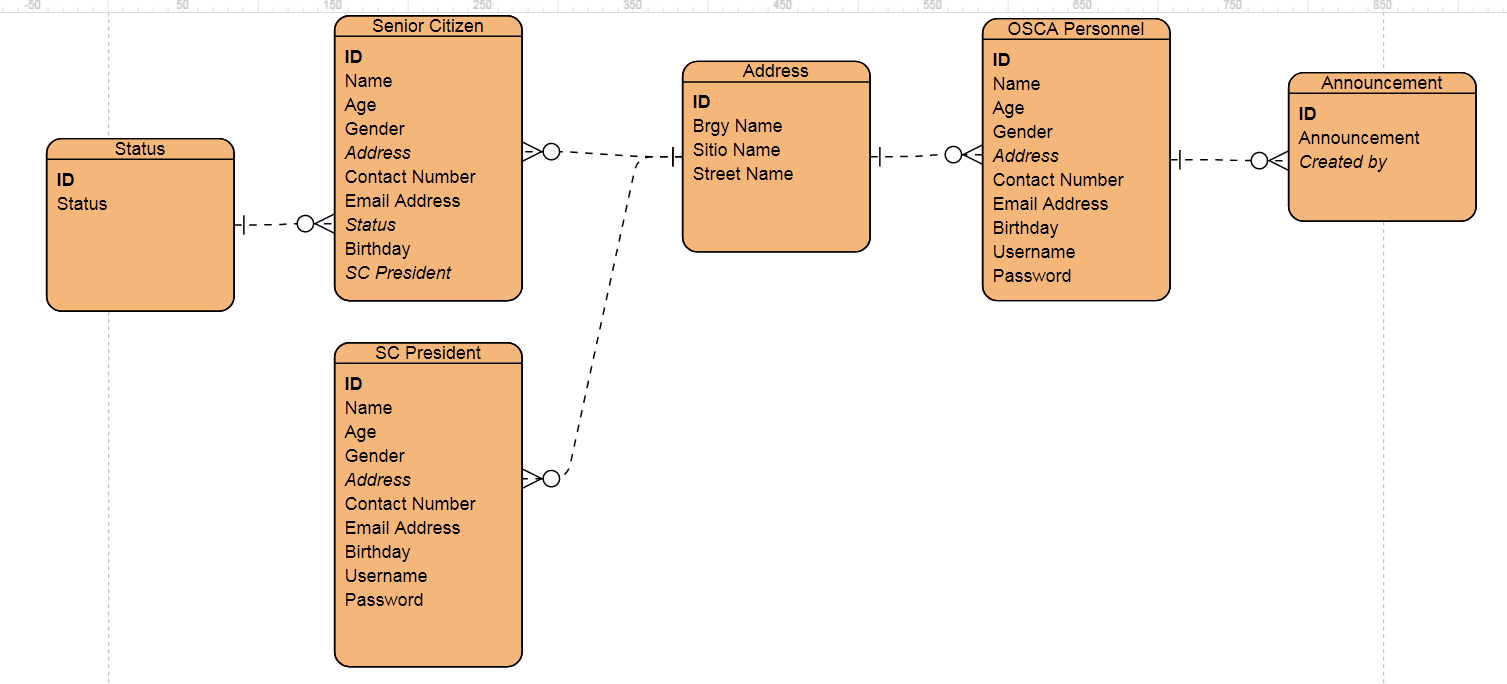 -50
50
150
250
350
450
550
650
750
850
Status
ID
Status
Senior Citizen
ID
Name
Age
Gender
Address
Contact Number
Email Address
Status
Birthday
SC President
SC President
ID
Name
Age
Gender
Address
Contact Number
Email Address
Birthday
Username
Password
Address
ID
Brgy Name
Sitio Name
Street Name
OSCA Personnel
ID
Name
Age
Gender
Address
Contact Number
Email Address
Birthday
Username
Password
Announcement
ID
Announcement
Created by